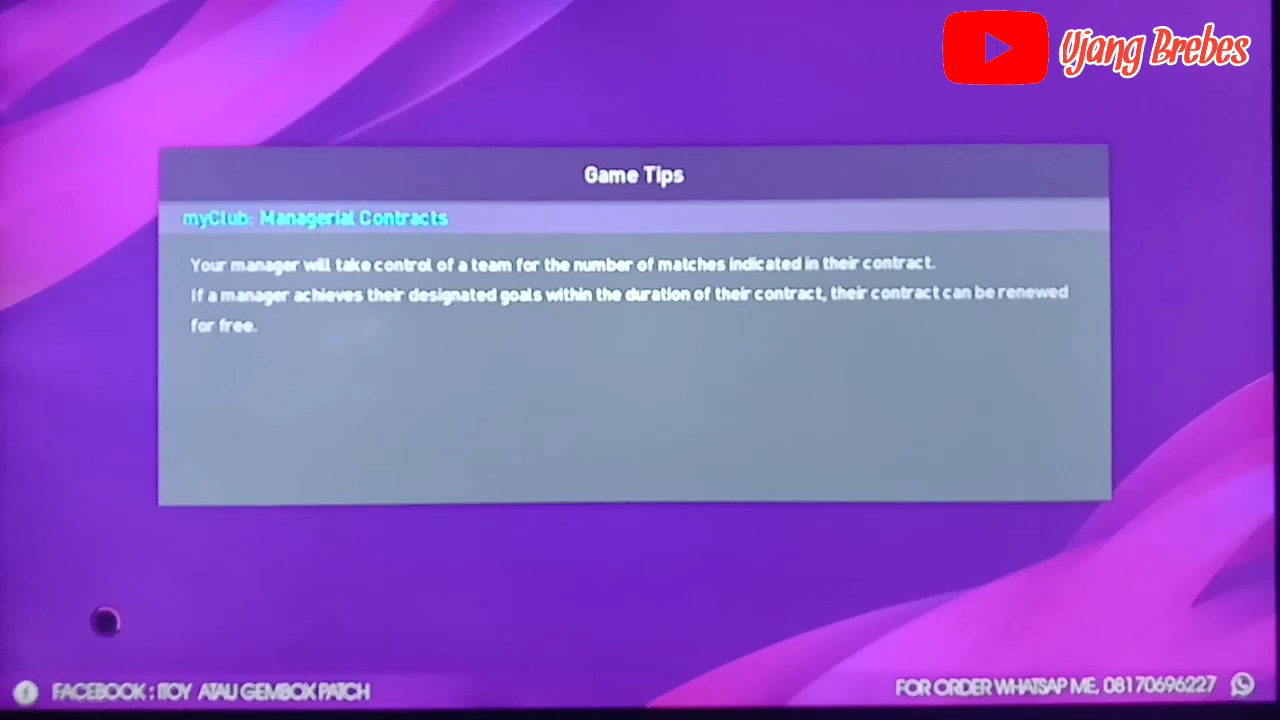 Ujang Brebes
Game Tips
myClub: Managerial Contracts
Your manager will take control of a team for the number of matches indicated in their contract.
If a manager achieves their designated goals within the duration of their contract, their contract can be renewed
for free.
FACEBOOK : ITOY ATAU GEMBOX PATCH
FOR ORDER WHATSAP ME, 08170696227